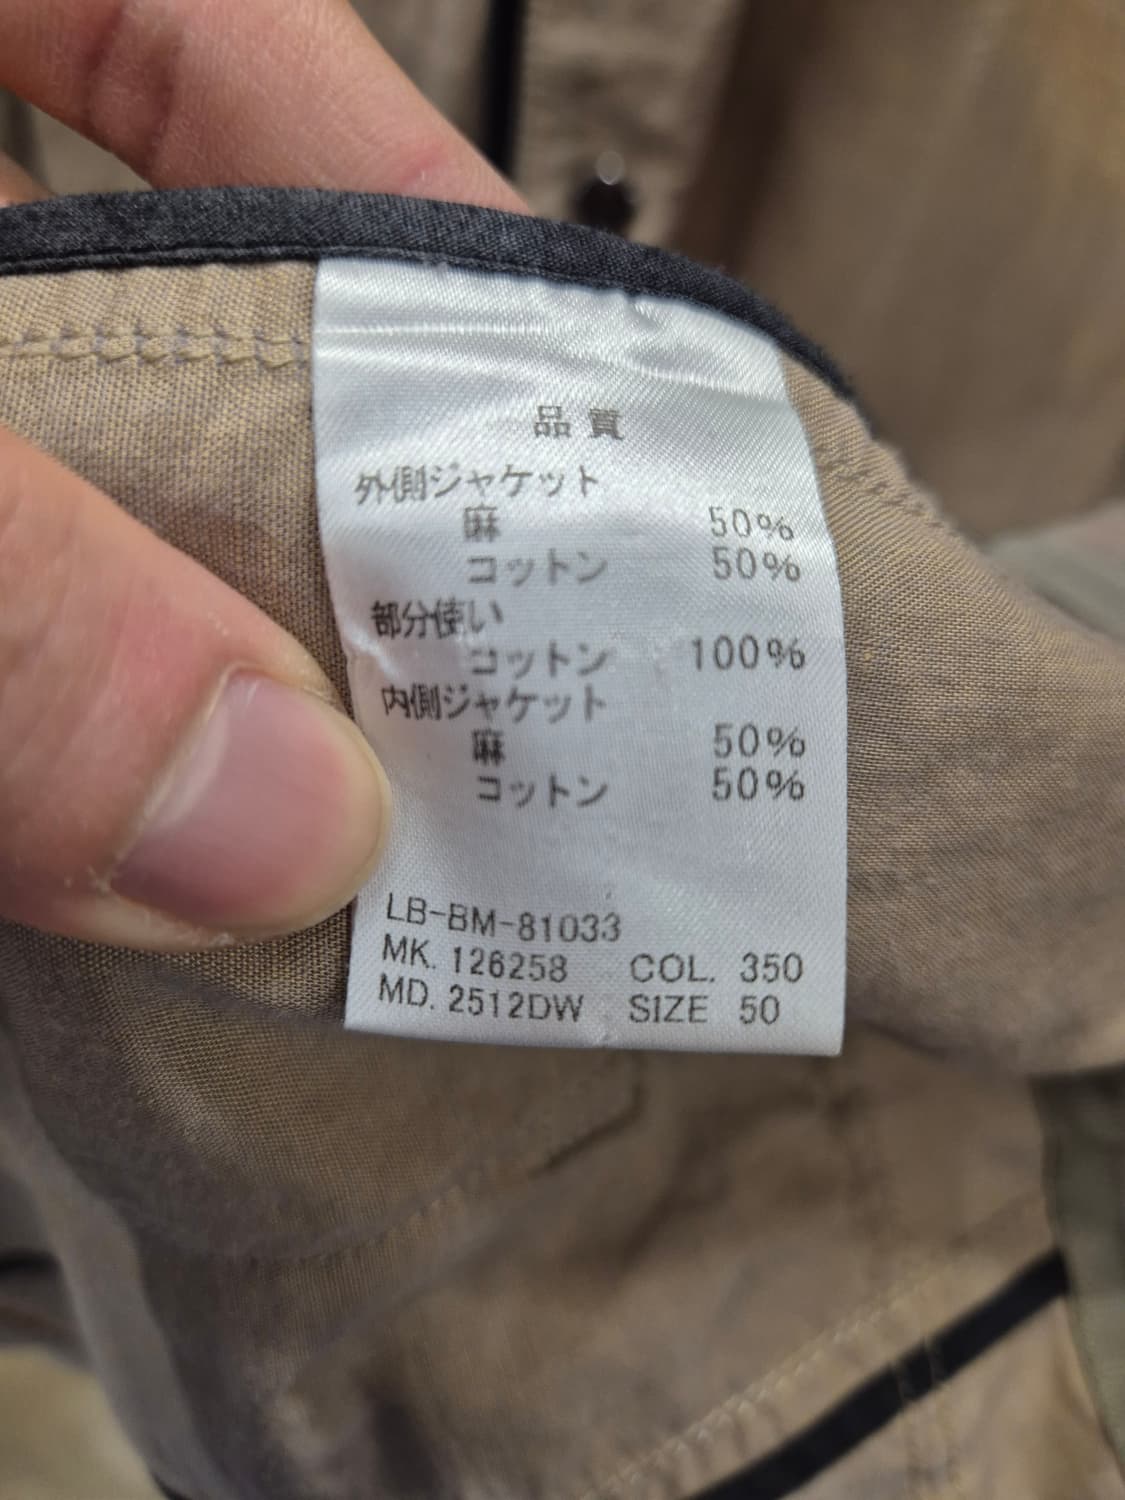 品質
外側ジャケット
麻 50%
コットン 50%
部分使い
コットン 100%
内側ジャケット
麻 50%
コットン 50%
LB-BM-81033
MK. 126258 COL. 350
MD. 2512DW SIZE 50